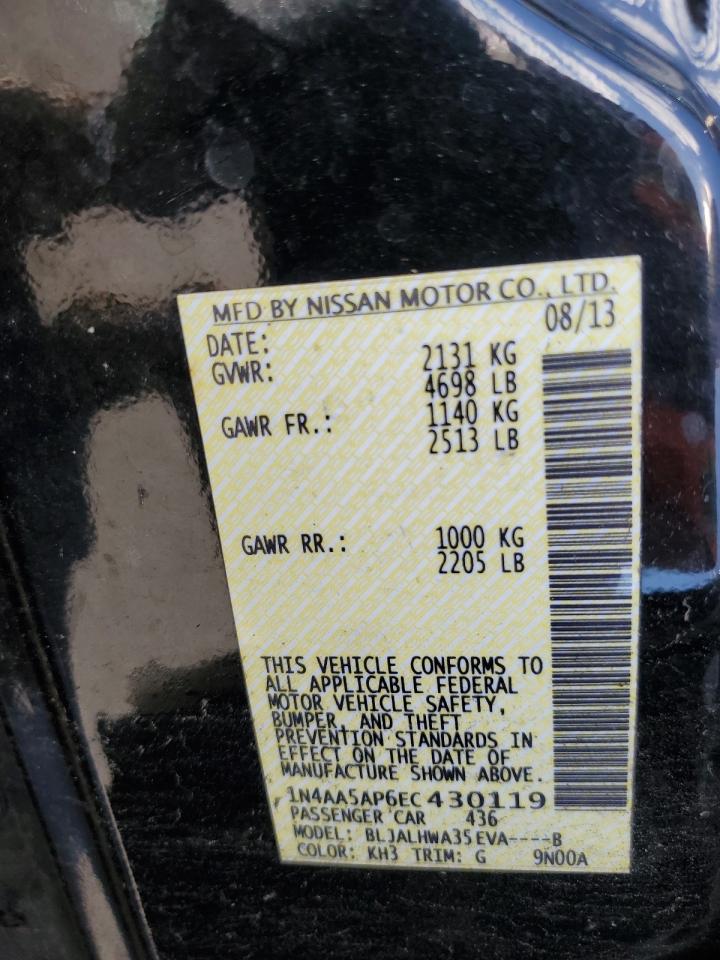 MFD BY NISSAN MOTOR CO., LTD.
DATE: 08/13
GVWR: 2131 KG
4698 LB
GAWR FR.: 1140 KG
2513 LB
GAWR RR.: 1000 KG
2205 LB
THIS VEHICLE CONFORMS TO
ALL APPLICABLE FEDERAL
MOTOR VEHICLE SAFETY,
BUMPER, AND THEFT
PREVENTION STANDARDS IN
EFFECT ON THE DATE OF
MANUFACTURE SHOWN ABOVE.
1N4AA5AP6EC430119
PASSENGER CAR 436
MODEL: BLJALHWA35EVA----B
COLOR: KH3 TRIM: G 9N00A